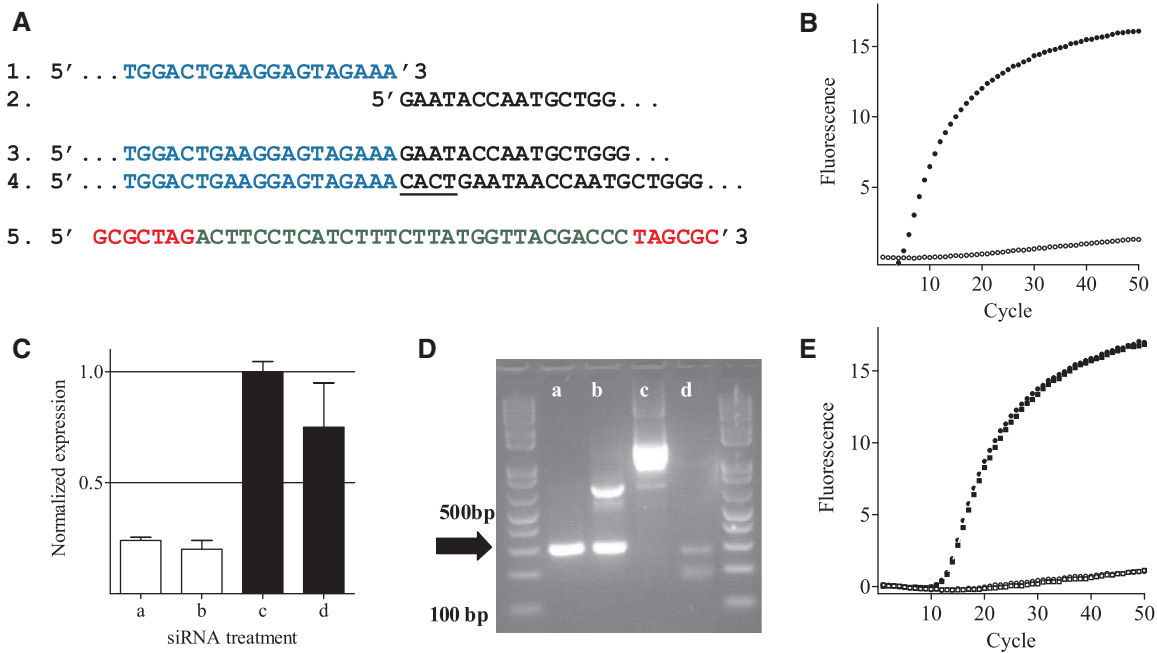 A
1. 5′...TGGACTGAAGGAGTAGAAA′3
2. 5′GAATACCAATGCTGG...
3. 5′...TGGACTGAAGGAGTAGAAAGAATACCAATGCTGGG...
4. 5′...TGGACTGAAGGAGTAGAAACACTGAATAACCAATGCTGGG...
5. 5′ GCGCTAGACTTCCTCATCTTTCTTATGGTTACGACCCTAGCGC′3
B
Fluorescence
15
10
5
10 20 30 40 50
Cycle
C
Normalized expression
1.0
0.5
a b c d
siRNA treatment
D
a b c d
500bp
100 bp
E
Fluorescence
15
10
5
0
10 20 30 40 50
Cycle